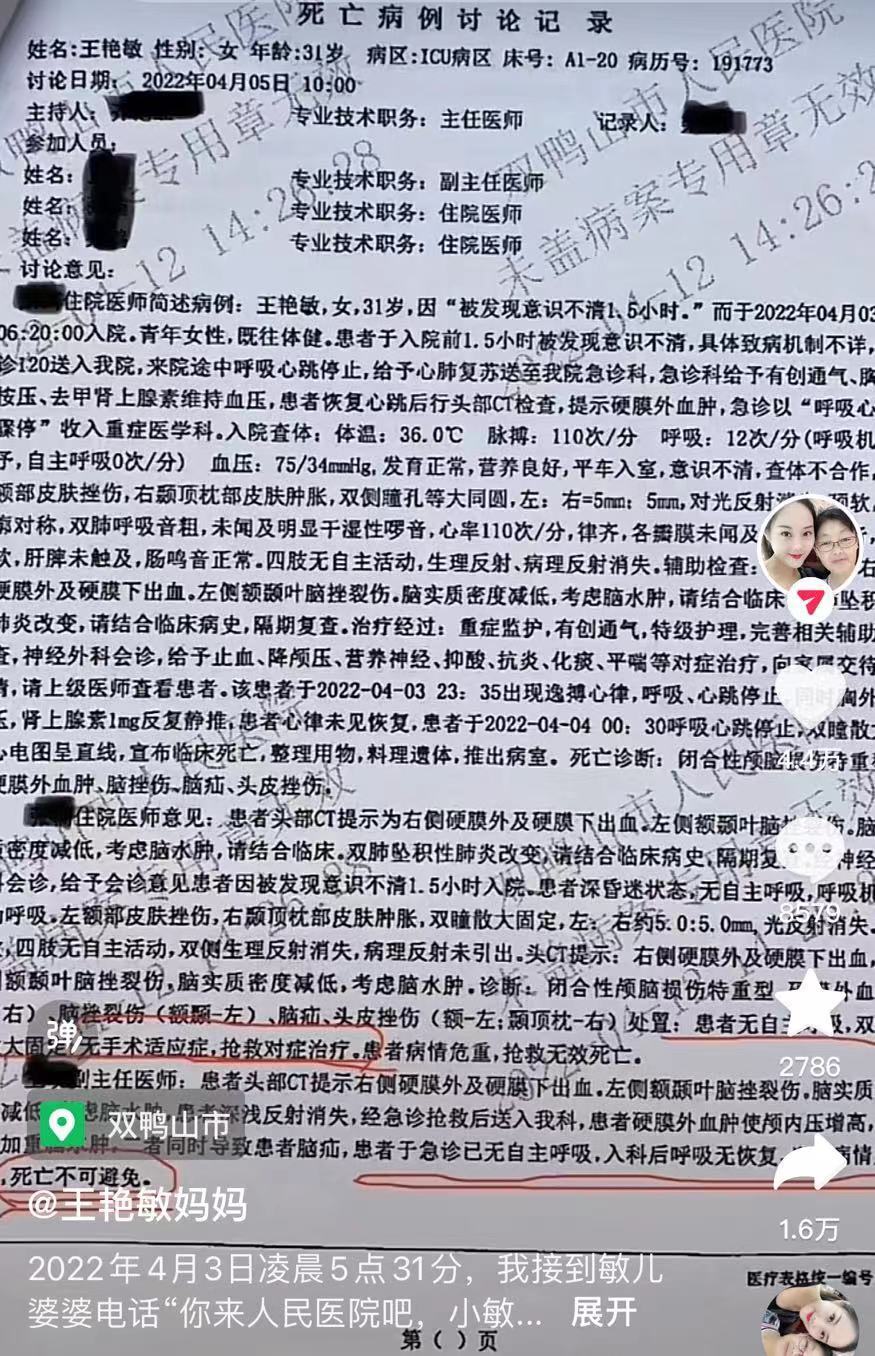 死亡病例讨论记录
姓名:王艳敏 性别: 女 年龄:31岁 病区:ICU病区 床号: A1-20 病历号: 191773
讨论日期: 2022年04月05日 10:00
主持人: 专业技术职务: 主任医师 记录人:
参加人员:
姓名: 专业技术职务: 副主任医师
姓名: 专业技术职务: 住院医师
姓名: 专业技术职务: 住院医师
讨论意见:
住院医师简述病例: 王艳敏,女,31岁,因“被发现意识不清1.5小时。”而于2022年04月03
06:20:00入院。青年女性,既往体健。患者于入院前1.5小时被发现意识不清,具体致病机制不详,
诊120送入我院,来院途中呼吸心跳停止,给予心肺复苏送至我院急诊科,急诊科给予有创通气、胸
按压、去甲肾上腺素维持血压,患者恢复心跳后行头部CT检查,提示硬膜外血肿,急诊以“呼吸心
骤停”收入重症医学科。入院查体: 体温: 36.0℃ 脉搏: 110次/分 呼吸: 12次/分(呼吸机
予,自主呼吸0次/分) 血压: 75/34mmHg,发育正常,营养良好,平车入室,意识不清,查体不合作,
额部皮肤挫伤,右颞顶枕部皮肤肿胀,双侧瞳孔等大同圆,左: 右=5mm: 5mm,对光反射 颈软,
廓对称,双肺呼吸音粗,未闻及明显干湿性啰音,心率110次/分,律齐,各瓣膜未闻及
软,肝脾未触及,肠鸣音正常。四肢无自主活动,生理反射、病理反射消失。辅助检查: 右
硬膜外及硬膜下出血。左侧额颞叶脑挫裂伤。脑实质密度减低,考虑脑水肿,请结合临床 坠积
肺炎改变,请结合临床病史,隔期复查。治疗经过: 重症监护,有创通气,特级护理,完善相关辅助
查,神经外科会诊,给予止血、降颅压、营养神经、抑酸、抗炎、化痰、平喘等对症治疗,向家属交待
情,请上级医师查看患者。该患者于2022-04-03 23: 35出现逸搏心律,呼吸、心跳停止,同时胸外
压,肾上腺素1mg反复静推,患者心律未见恢复,患者于2022-04-04 00: 30呼吸心跳停止,双瞳散大
心电图呈直线,宣布临床死亡,整理用物,料理遗体,推出病室。死亡诊断: 闭合性颅脑损伤特重
硬膜外血肿、脑挫伤、脑疝、头皮挫伤。
住院医师意见: 患者头部CT提示为右侧硬膜外及硬膜下出血。左侧额颞叶脑挫裂伤。脑
质密度减低,考虑脑水肿,请结合临床。双肺坠积性肺炎改变,请结合临床病史,隔期复查。经神经
会诊,给予会诊意见患者因被发现意识不清1.5小时入院。患者深昏迷状态,无自主呼吸,呼吸机
呼吸。左额部皮肤挫伤,右颞顶枕部皮肤肿胀,双瞳散大固定,左: 右约5.0:5.0mm,光反射消失。
四肢无自主活动,双侧生理反射消失,病理反射未引出。头CT提示: 右侧硬膜外及硬膜下出血,
额颞叶脑挫裂伤,脑实质密度减低,考虑脑水肿。诊断: 闭合性颅脑损伤特重型 硬膜外血
右)、脑挫裂伤(额颞-左)、脑疝、头皮挫伤(额-左;颞顶枕-右)处置: 患者无自主呼吸,双
大固定,无手术适应症,抢救对症治疗。患者病情危重,抢救无效死亡。
副主任医师: 患者头部CT提示右侧硬膜外及硬膜下出血。左侧额颞叶脑挫裂伤。脑实质
减低,考虑脑水肿,患者深浅反射消失,经急诊抢救后送入我科,患者硬膜外血肿使颅内压增高,
加重脑水肿,二者同时导致患者脑疝,患者于急诊已无自主呼吸,入科后呼吸无恢复 病情
,死亡不可避免。
医疗表格统一编号
第( )页
双鸭山市人民医院
未盖病案专用章无效
2022-04-12 14:26:28
4.4万
8579
2786
1.6万
弹
双鸭山市
@王艳敏妈妈
2022年4月3日凌晨5点31分，我接到敏儿
婆婆电话“你来人民医院吧，小敏... 展开